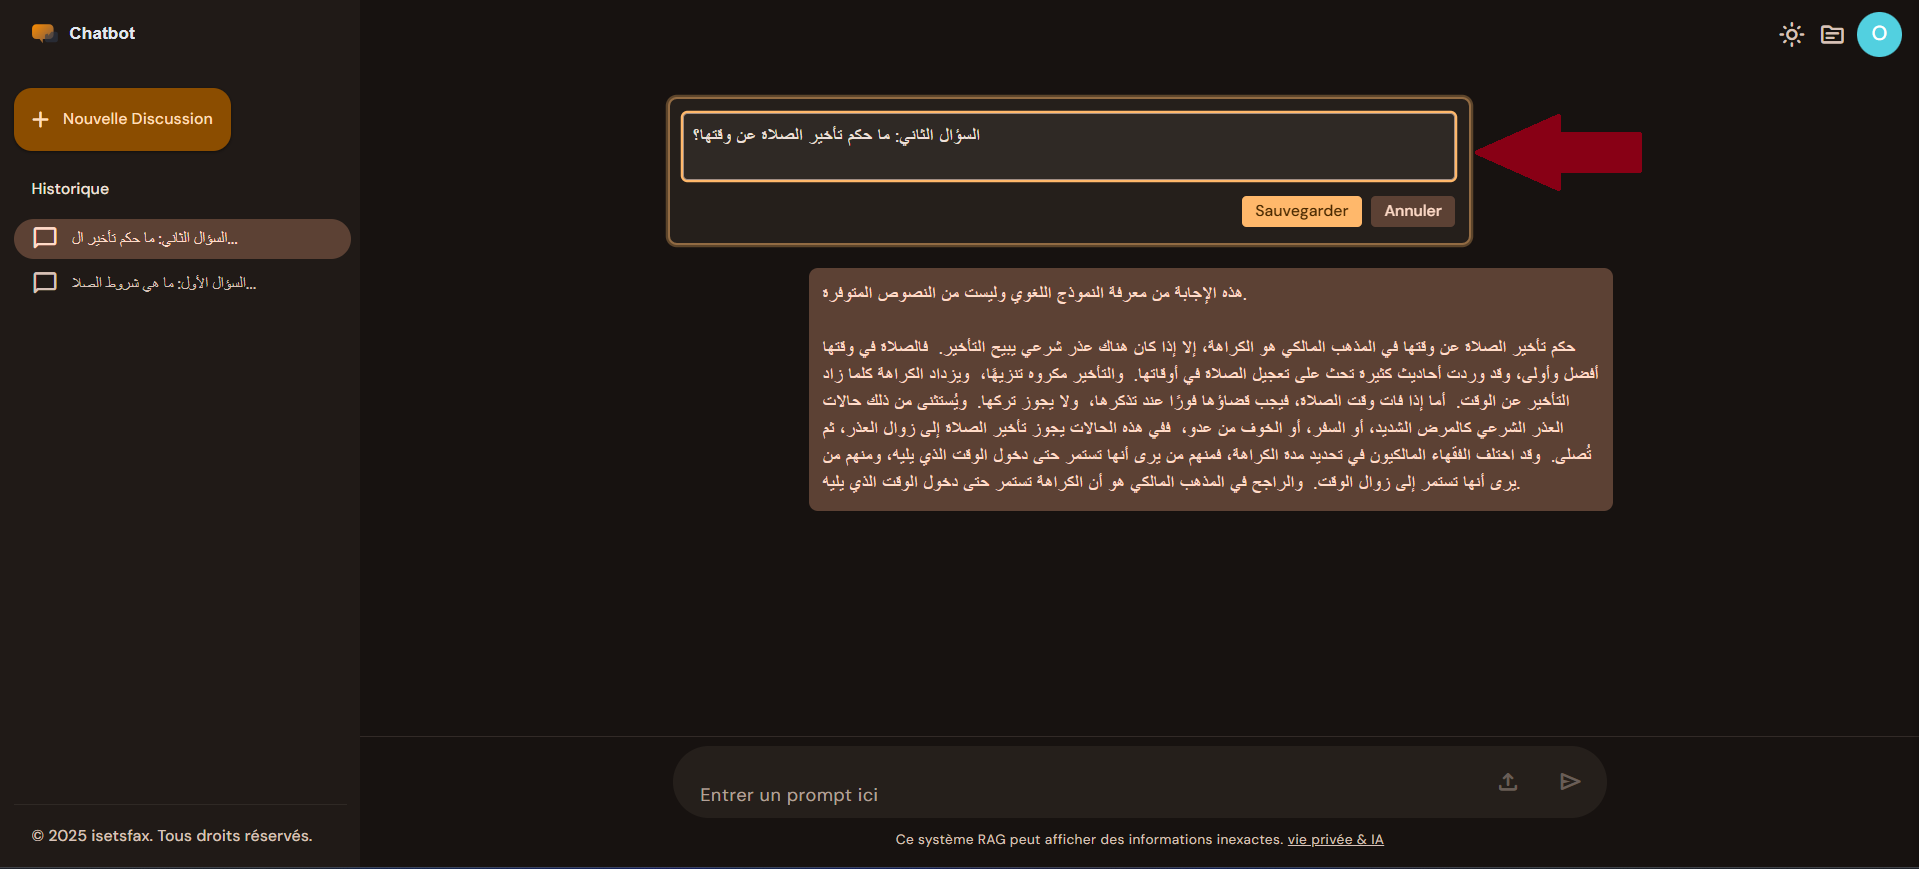 Chatbot
O
Nouvelle Discussion
Historique
السؤال الثاني: ما حكم تأخير ال...
السؤال الأول: ما هي شروط الصلا...
السؤال الثاني: ما حكم تأخير الصلاة عن وقتها؟
Sauvegarder
Annuler
هذه الإجابة من معرفة النموذج اللغوي وليست من النصوص المتوفرة.
حكم تأخير الصلاة عن وقتها في المذهب المالكي هو الكراهة، إلا إذا كان هناك عذر شرعي يبيح التأخير. فالصلاة في وقتها
أفضل وأولى، وقد وردت أحاديث كثيرة تحث على تعجيل الصلاة في أوقاتها. والتأخير مكروه تنزيهًا، ويزداد الكراهة كلما زاد
التأخير عن الوقت. أما إذا فات وقت الصلاة، فيجب قضاؤها فورًا عند تذكرها، ولا يجوز تركها. ويُستثنى من ذلك حالات
العذر الشرعي كالمرض الشديد، أو السفر، أو الخوف من عدو، ففي هذه الحالات يجوز تأخير الصلاة إلى زوال العذر، ثم
تُصلى. وقد اختلف الفقهاء المالكيون في تحديد مدة الكراهة، فمنهم من يرى أنها تستمر حتى دخول الوقت الذي يليه، ومنهم من
يرى أنها تستمر إلى زوال الوقت. والراجح في المذهب المالكي هو أن الكراهة تستمر حتى دخول الوقت الذي يليه.
Entrer un prompt ici
Ce système RAG peut afficher des informations inexactes. vie privée & IA
© 2025 isetsfax. Tous droits réservés.